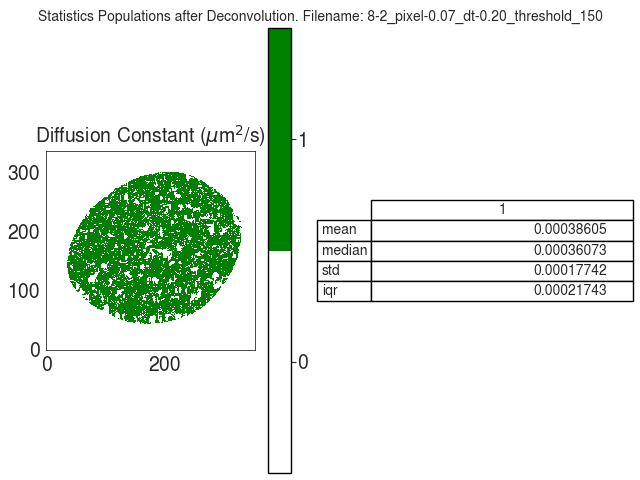 Statistics Populations after Deconvolution. Filename: 8-2_pixel-0.07_dt-0.20_threshold_150
Diffusion Constant (μm²/s)
300
200
100
0
0 200
1
0
1
mean 0.00038605
median 0.00036073
std 0.00017742
iqr 0.00021743